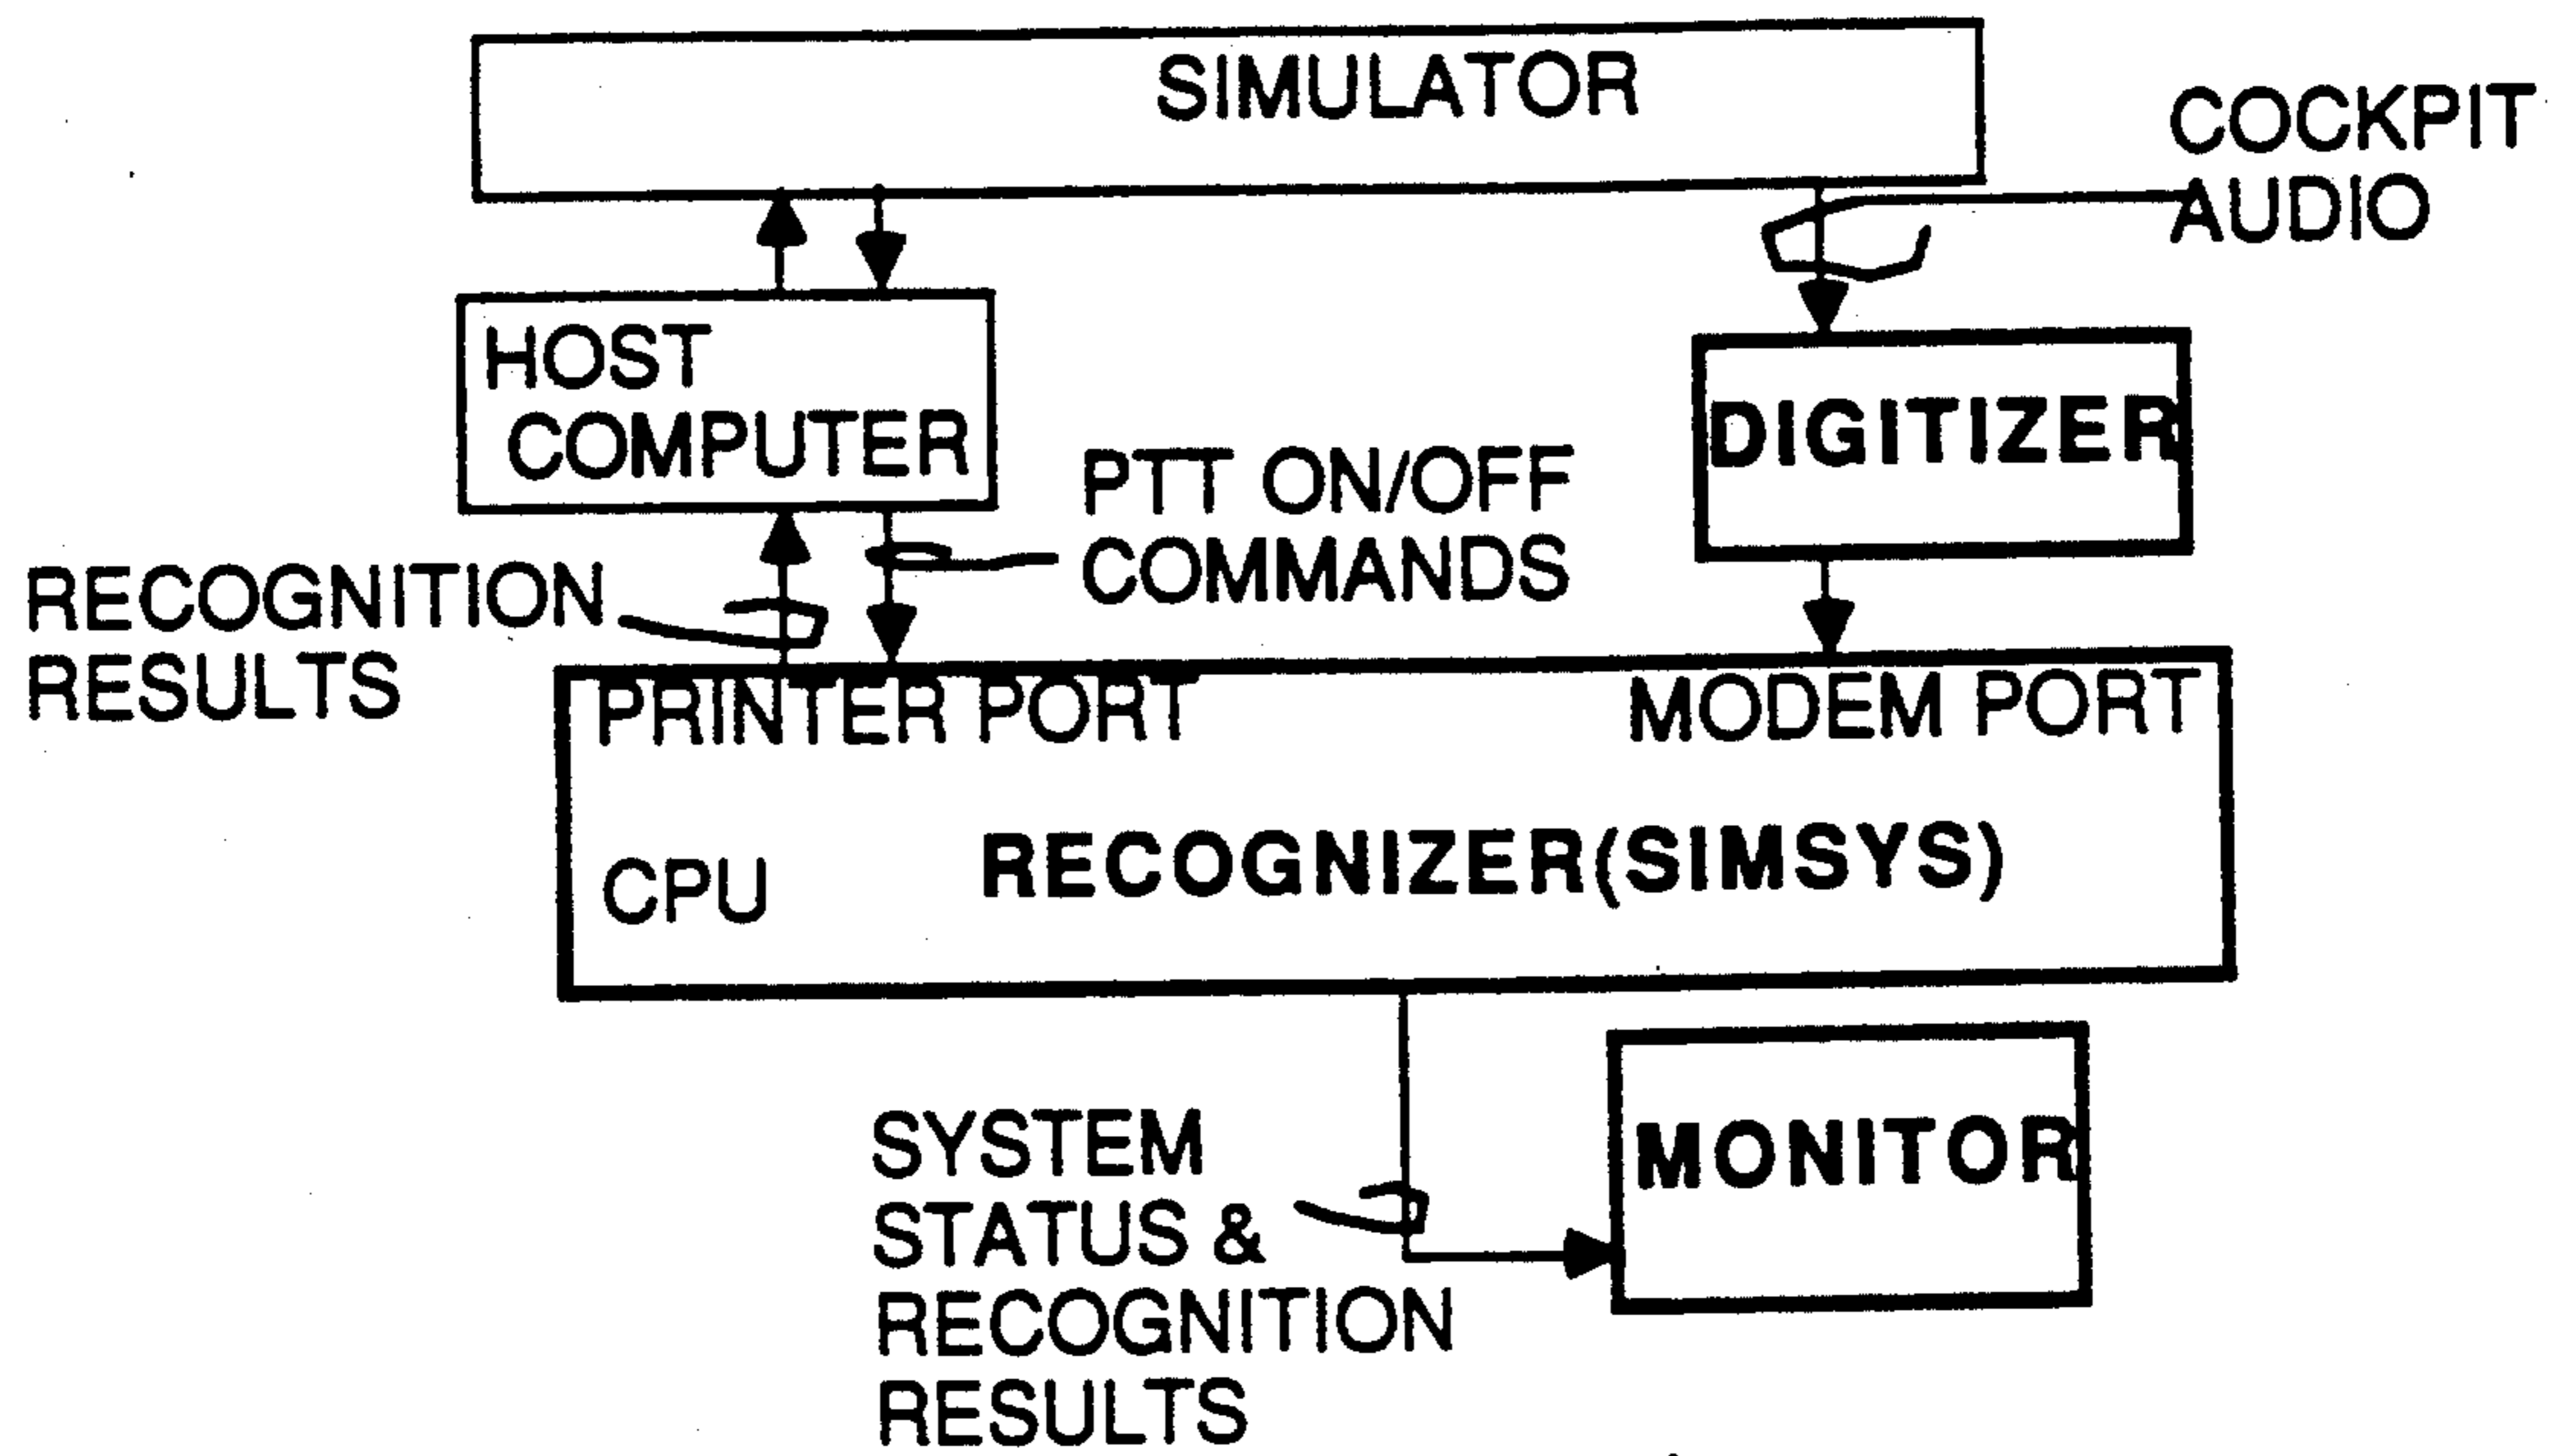 SIMULATOR
COCKPIT
AUDIO
HOST
COMPUTER
DIGITIZER
PTT ON/OFF
COMMANDS
RECOGNITION
RESULTS
PRINTER PORT
MODEM PORT
CPU
RECOGNIZER(SIMSYS)
SYSTEM
STATUS &
RECOGNITION
RESULTS
MONITOR